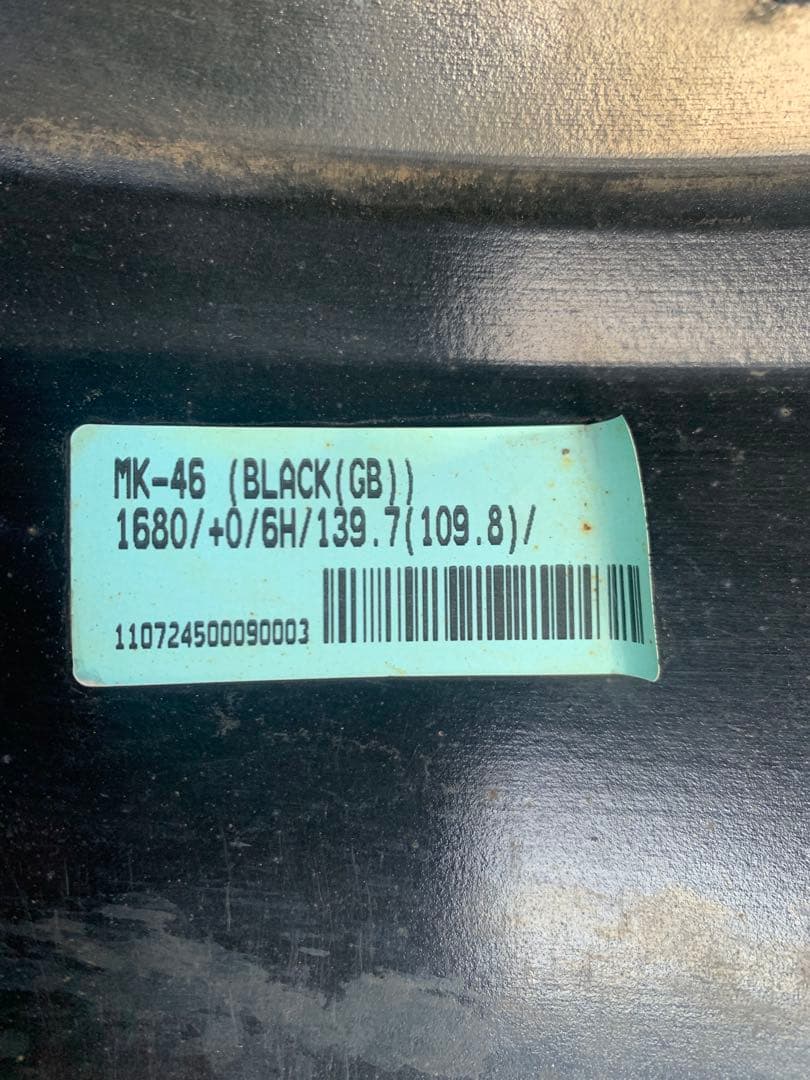 MK-46 (BLACK(GB))
1680/+0/6H/139.7(109.8)/
110724500090003